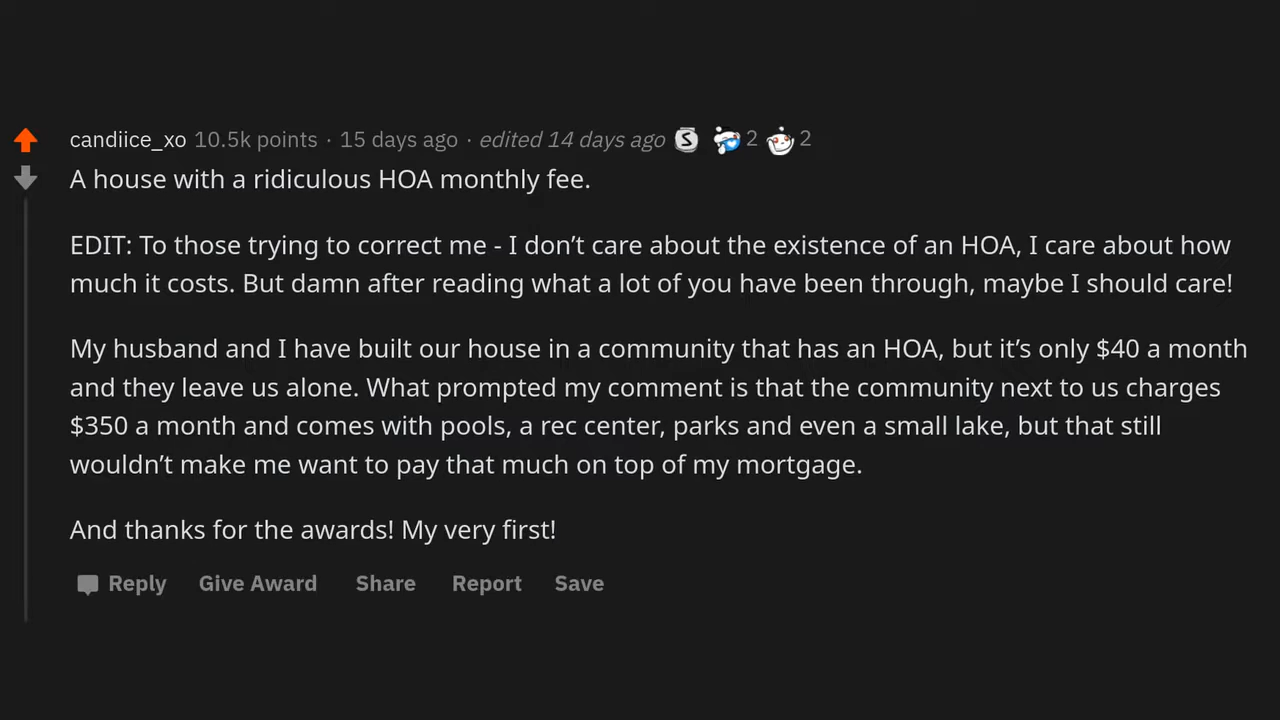 candiice_xo 10.5k points · 15 days ago · edited 14 days ago S 2 2
A house with a ridiculous HOA monthly fee.
EDIT: To those trying to correct me - I don’t care about the existence of an HOA, I care about how
much it costs. But damn after reading what a lot of you have been through, maybe I should care!
My husband and I have built our house in a community that has an HOA, but it’s only $40 a month
and they leave us alone. What prompted my comment is that the community next to us charges
$350 a month and comes with pools, a rec center, parks and even a small lake, but that still
wouldn’t make me want to pay that much on top of my mortgage.
And thanks for the awards! My very first!
Reply Give Award Share Report Save